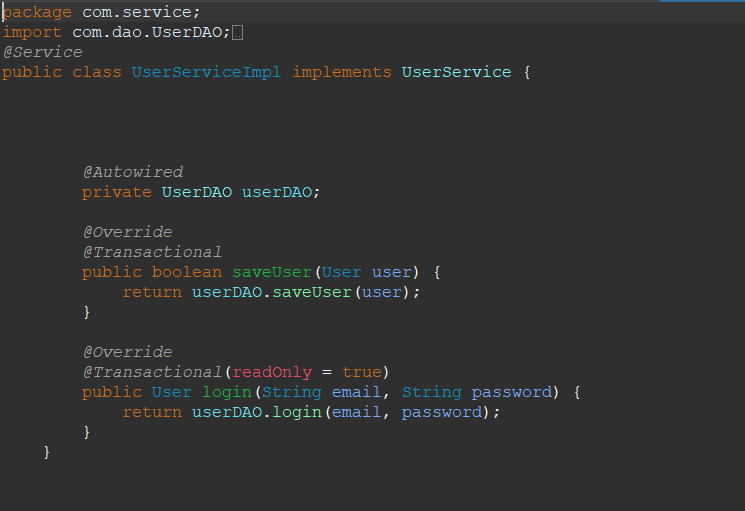 package com.service;
import com.dao.UserDAO;
@Service
public class UserServiceImpl implements UserService {
@Autowired
private UserDAO userDAO;
@Override
@Transactional
public boolean saveUser(User user) {
return userDAO.saveUser(user);
}
@Override
@Transactional(readOnly = true)
public User login(String email, String password) {
return userDAO.login(email, password);
}
}